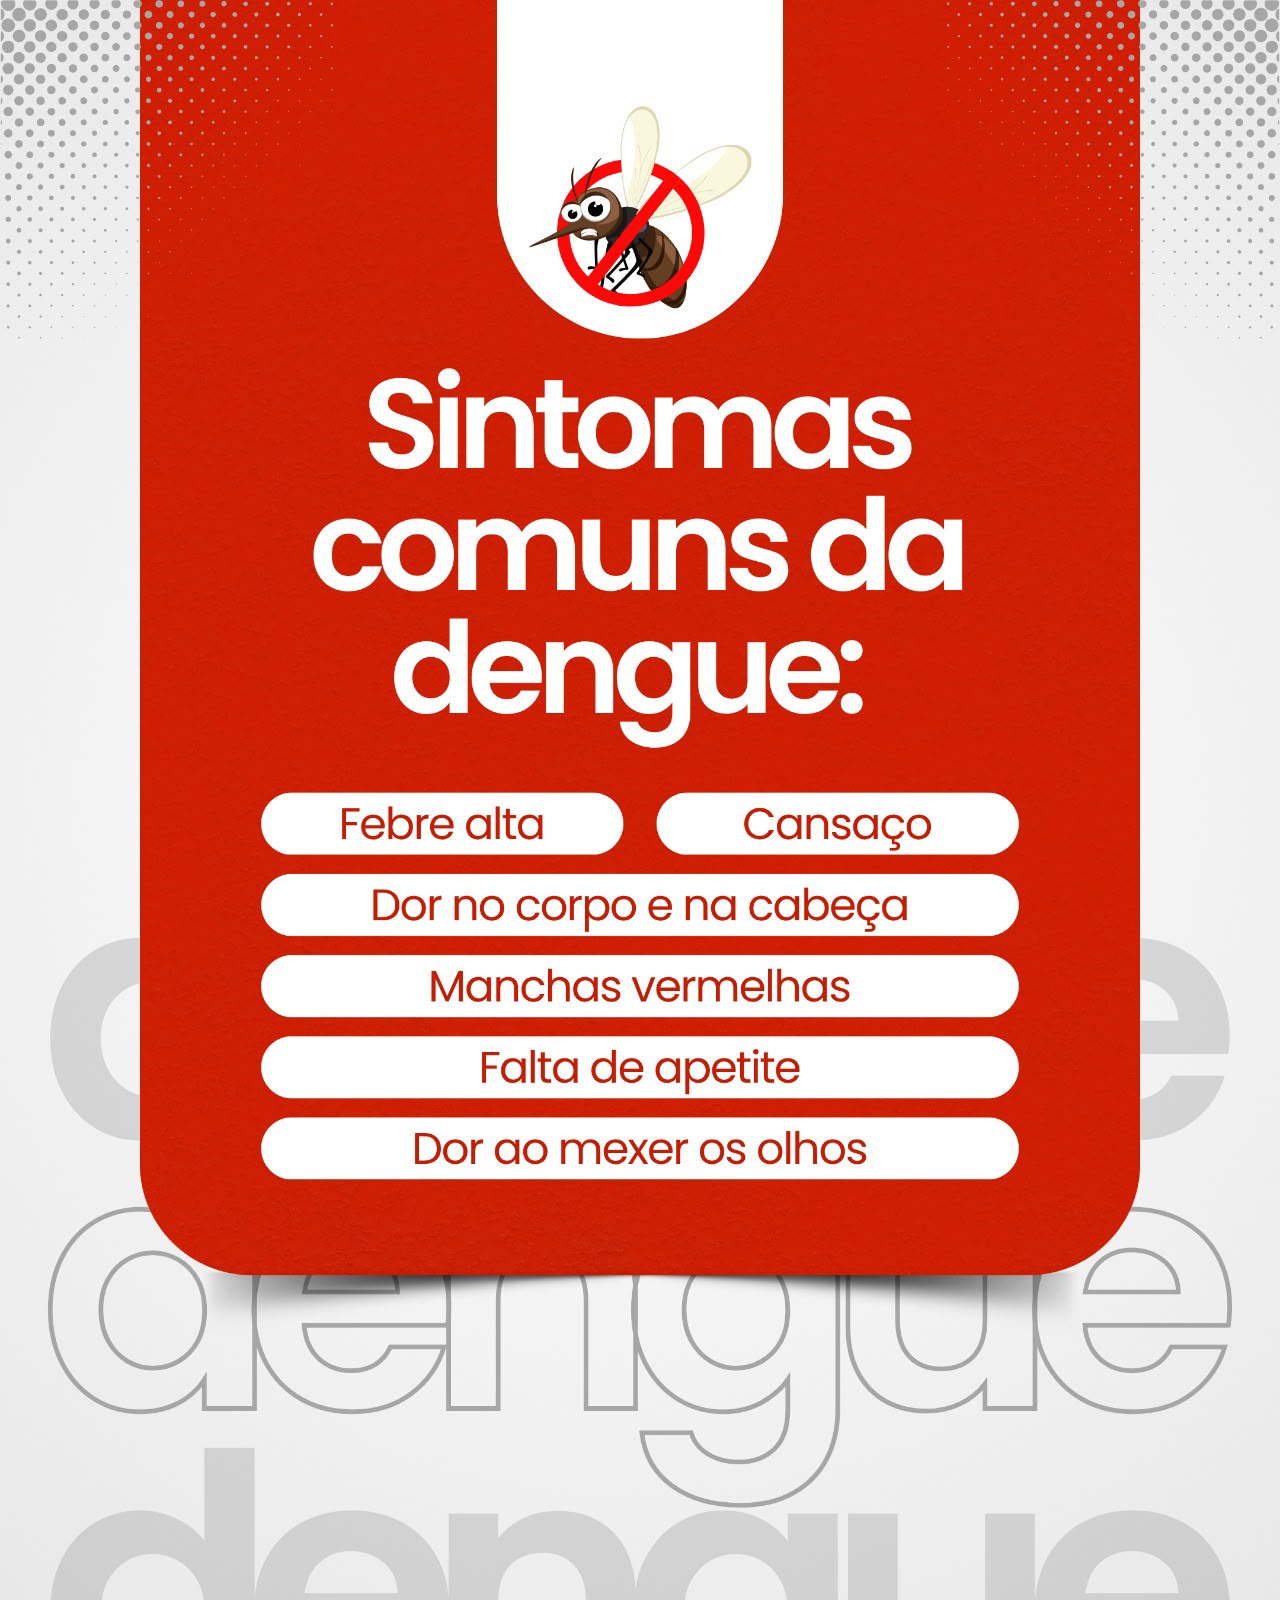 Sintomas
comuns da
dengue:
Febre alta
Cansaço
Dor no corpo e na cabeça
Manchas vermelhas
Falta de apetite
Dor ao mexer os olhos
dengue
dengue